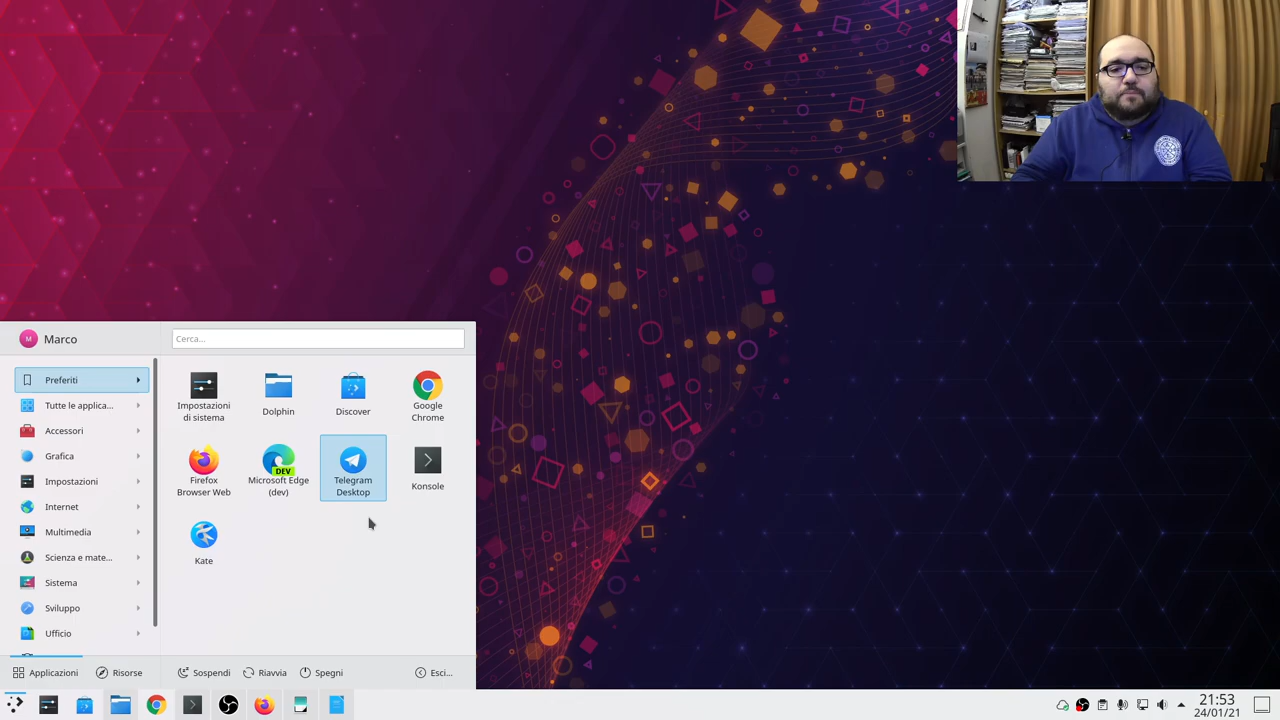 M Marco
Cerca...
Preferiti
Tutte le applica...
Accessori
Grafica
Impostazioni
Internet
Multimedia
Scienza e mate...
Sistema
Sviluppo
Ufficio
Impostazioni
di sistema
Dolphin
Discover
Google
Chrome
Firefox
Browser Web
DEV
Microsoft Edge
(dev)
Telegram
Desktop
Konsole
Kate
Applicazioni
Risorse
Sospendi
Riavvia
Spegni
Esci...
21:53
24/01/21